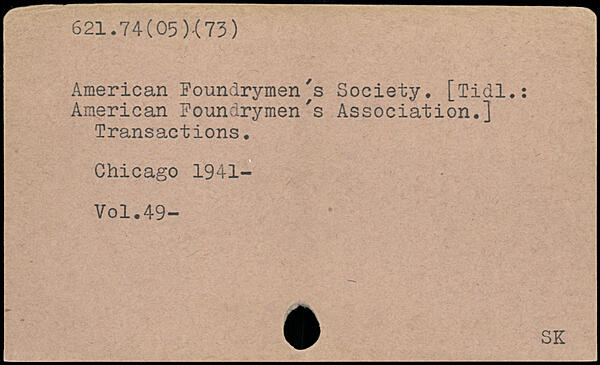 621.74(05)(73)
American Foundrymen's Society. [Tidl.:
American Foundrymen's Association.]
Transactions.
Chicago 1941-
Vol.49-
SK